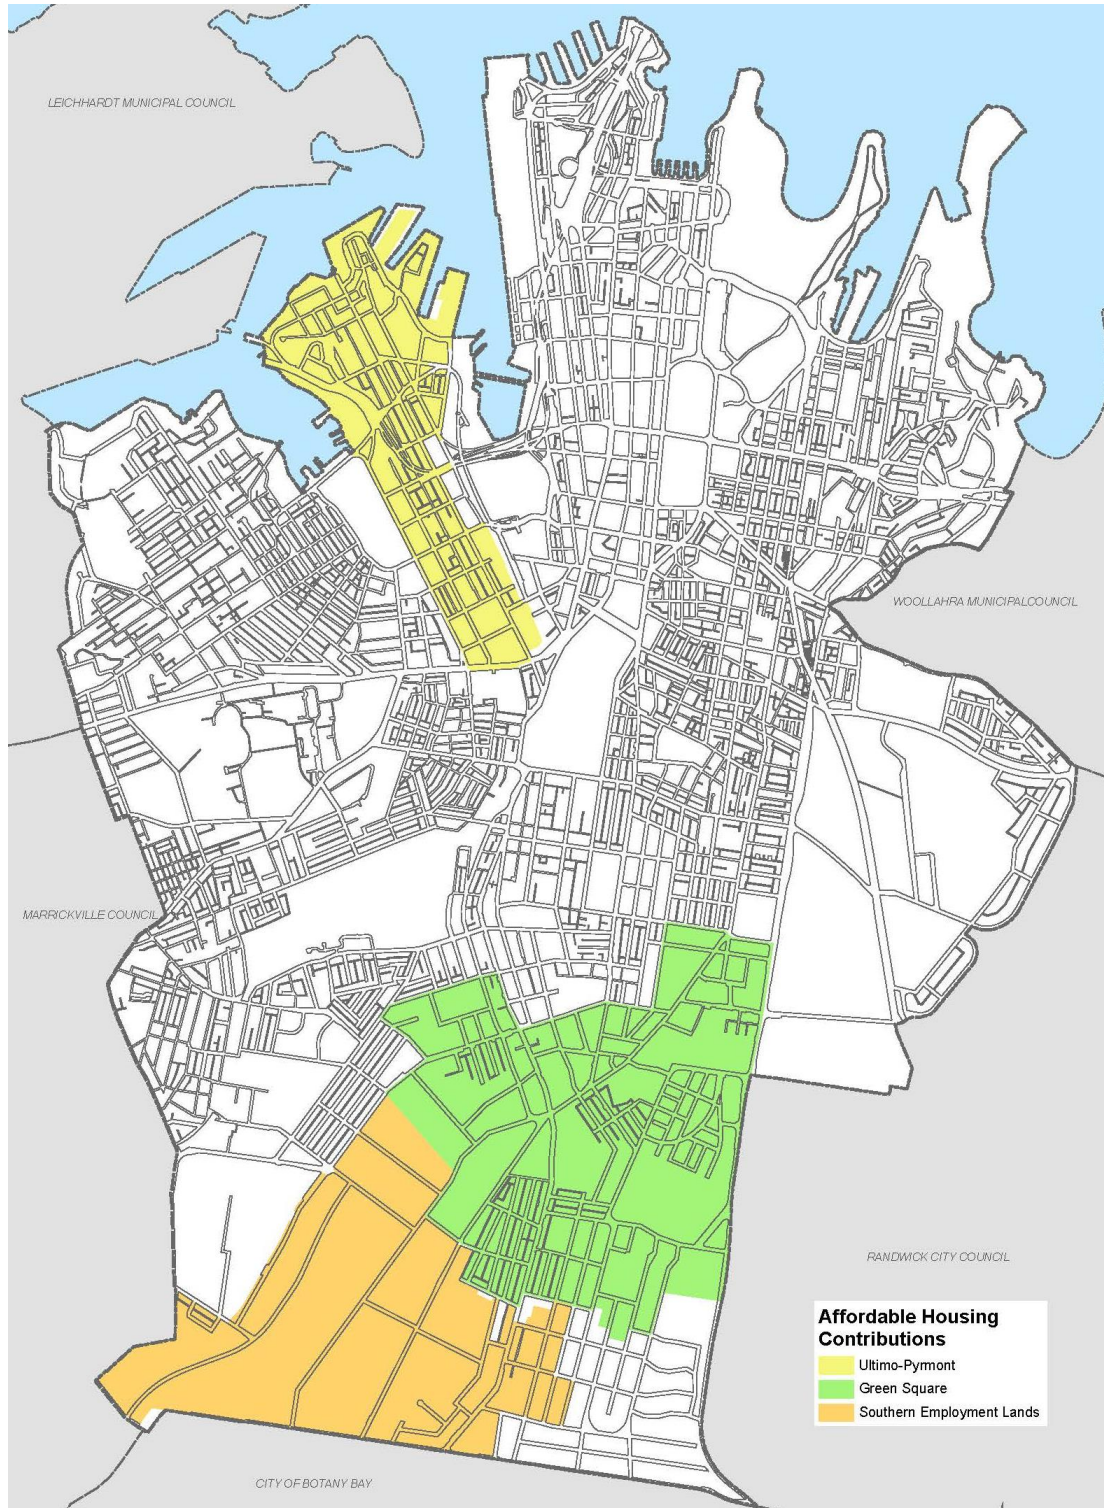 LEICHHARDT MUNICIPAL COUNCIL
WOOLLAHRA MUNICIPALCOUNCIL
MARRICKVILLE COUNCIL
RANDWICK CITY COUNCIL
Affordable Housing
Contributions
Ultimo-Pyrmont
Green Square
Southern Employment Lands
CITY OF BOTANY BAY